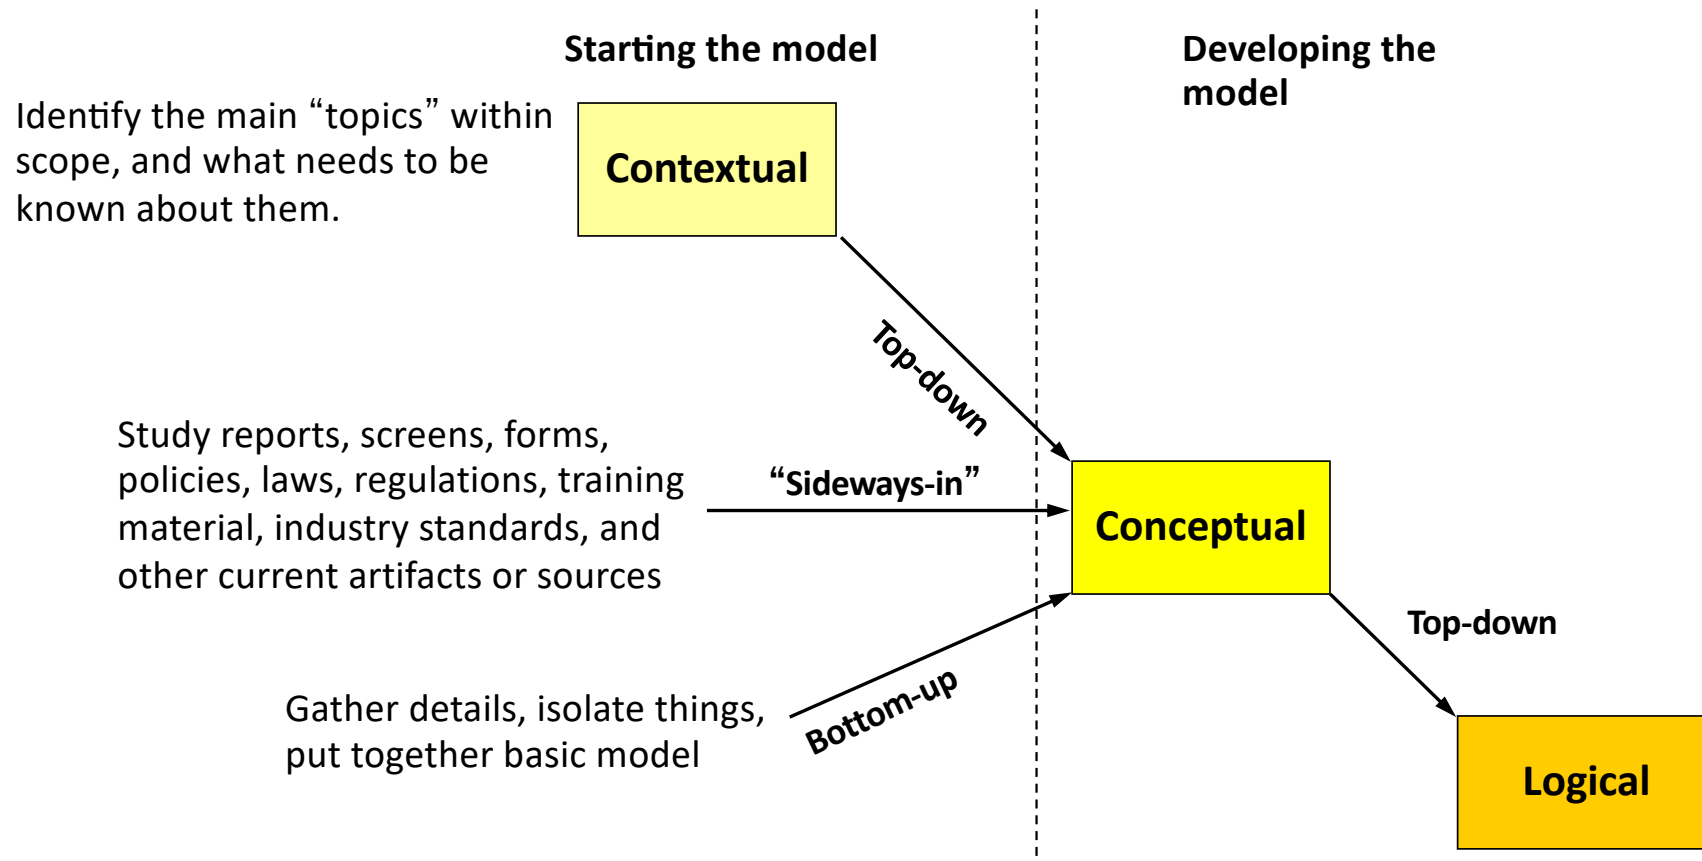 Starting the model
Developing the
model
Identify the main “topics” within
scope, and what needs to be
known about them.
Contextual
Top-down
Study reports, screens, forms,
policies, laws, regulations, training
material, industry standards, and
other current artifacts or sources
“Sideways-in”
Conceptual
Top-down
Gather details, isolate things,
put together basic model
Bottom-up
Logical